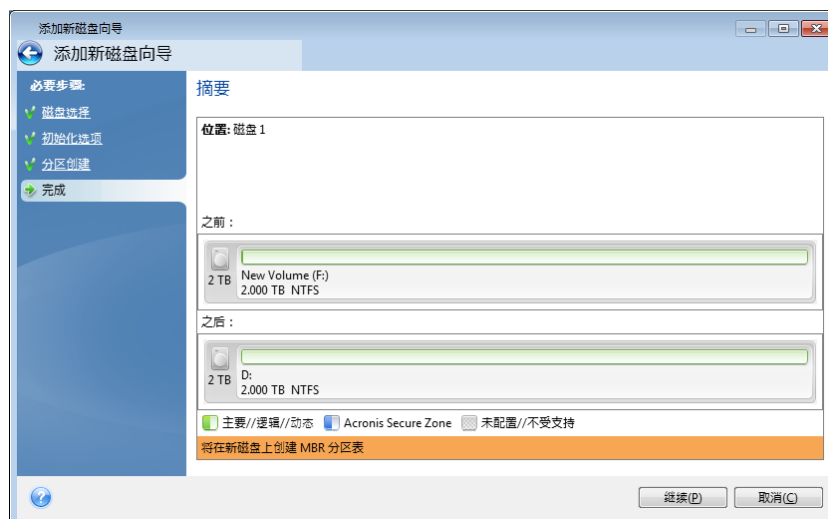 添加新磁盘向导
添加新磁盘向导
必要步骤:
磁盘选择
初始化选项
分区创建
完成
摘要
位置: 磁盘 1
之前：
2 TB
New Volume (F:)
2.000 TB NTFS
之后：
2 TB
D:
2.000 TB NTFS
主要//逻辑//动态 Acronis Secure Zone 未配置//不受支持
将在新磁盘上创建 MBR 分区表
继续(P) 取消(C)